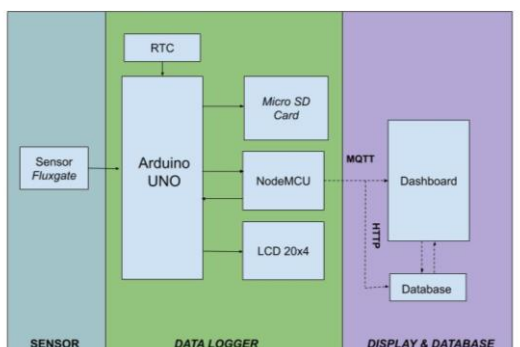 RTC
Micro SD
Card
Sensor
Fluxgate
Arduino
UNO
NodeMCU
LCD 20x4
MQTT
HTTP
Dashboard
Database
SENSOR
DATA LOGGER
DISPLAY & DATABASE